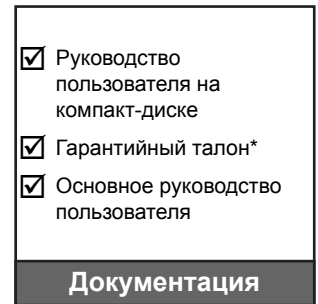 Руководство
пользователя на
компакт-диске
Гарантийный талон*
Основное руководство
пользователя
Документация